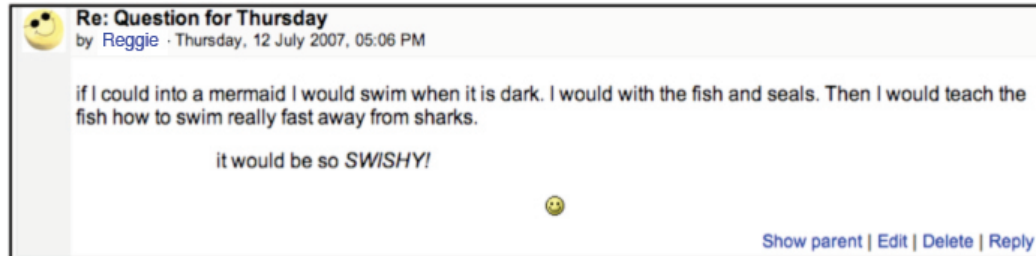 Re: Question for Thursday
by Reggie · Thursday, 12 July 2007, 05:06 PM
if I could into a mermaid I would swim when it is dark. I would with the fish and seals. Then I would teach the
fish how to swim really fast away from sharks.
it would be so SWISHY!
Show parent | Edit | Delete | Reply